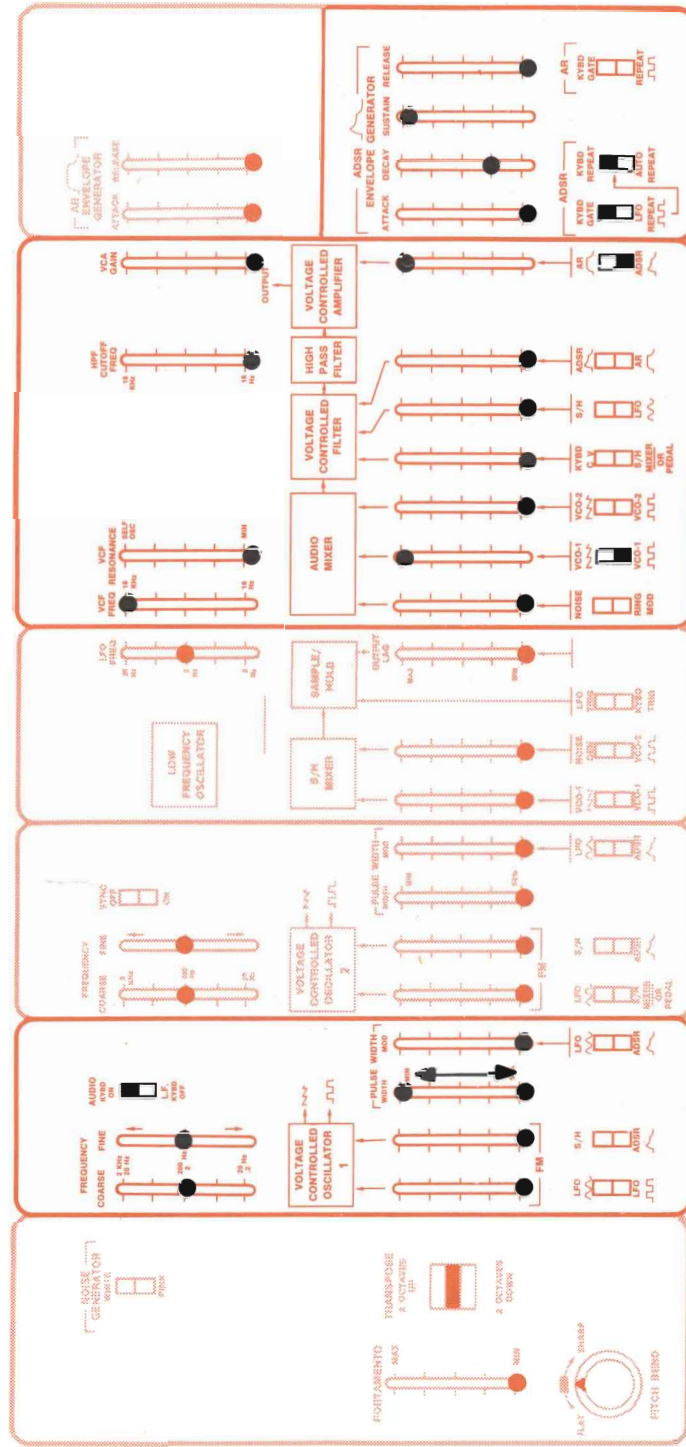 NOISE
GENERATOR
WHITE
PINK
PORTAMENTO
MAX
MIN
TRANSPOSE
2 OCTAVES
UP
2 OCTAVES
DOWN
FLAT
SHARP
PITCH BEND
FREQUENCY
COARSE
FINE
AUDIO
KYBD
ON
L.F.
KYBD
OFF
2 KHz
20 Hz
200 Hz
2
20 Hz
.2
VOLTAGE
CONTROLLED
OSCILLATOR
1
PULSE WIDTH
WIDTH
MOD
MIN
FM
LFO
LFO
S/H
ADSR
LFO
ADSR
FREQUENCY
COARSE
FINE
SYNC
OFF
ON
VOLTAGE
CONTROLLED
OSCILLATOR
2
PULSE WIDTH
WIDTH
MOD
FM
LFO
S/H
MIXER
OR
PEDAL
S/H
ADSR
LFO
ADSR
LOW
FREQUENCY
OSCILLATOR
LFO
FREQ
S/H
MIXER
SAMPLE/
HOLD
OUTPUT
LAG
MAX
MIN
VCO-1
VCO-1
NOISE
GEN
VCO-2
LFO
TRIG
KYBD
TRIG
VCF
FREQ
16
KHz
16
Hz
VCF
RESONANCE
SELF
OSC
MIN
HPF
CUTOFF
FREQ
16
KHz
16
Hz
VCA
GAIN
OUTPUT
AUDIO
MIXER
VOLTAGE
CONTROLLED
FILTER
HIGH
PASS
FILTER
VOLTAGE
CONTROLLED
AMPLIFIER
NOISE
RING
MOD
VCO-1
VCO-1
VCO-2
VCO-2
KYBD
C.V.
S/H
MIXER
OR
PEDAL
S/H
LFO
ADSR
AR
AR
ADSR
AR
ENVELOPE
GENERATOR
ATTACK
RELEASE
ADSR
ENVELOPE GENERATOR
ATTACK
DECAY
SUSTAIN
RELEASE
ADSR
KYBD
GATE
LFO
REPEAT
KYBD
REPEAT
AUTO
REPEAT
AR
KYBD
GATE
REPEAT